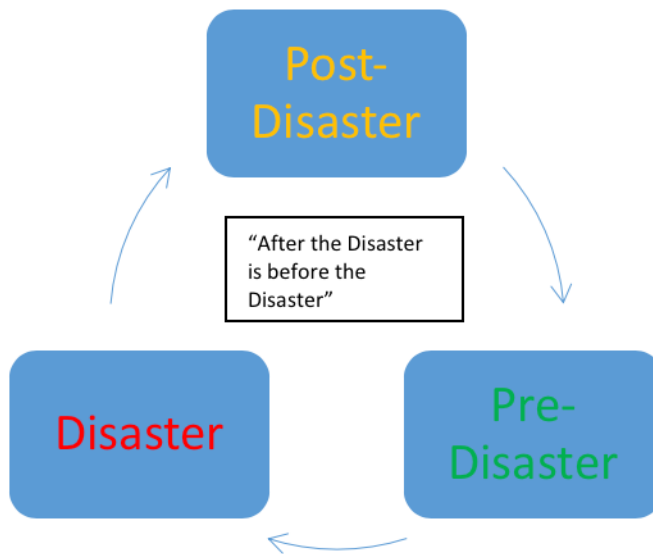 Post-
Disaster
“After the Disaster
is before the
Disaster”
Disaster
Pre-
Disaster